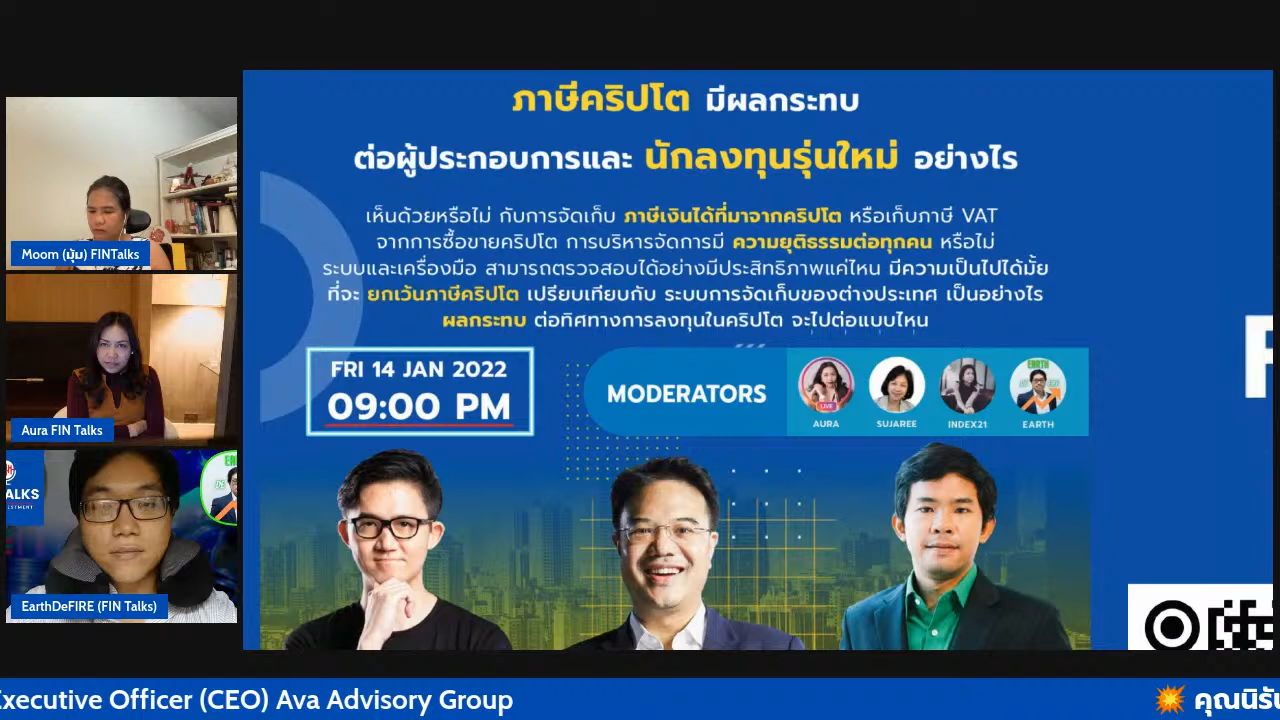 ภาษีคริปโต มีผลกระทบ
ต่อผู้ประกอบการและ นักลงทุนรุ่นใหม่ อย่างไร
เห็นด้วยหรือไม่ กับการจัดเก็บ ภาษีเงินได้ที่มาจากคริปโต หรือเก็บภาษี VAT
จากการซื้อขายคริปโต การบริหารจัดการมี ความยุติธรรมต่อทุกคน หรือไม่
ระบบและเครื่องมือ สามารถตรวจสอบได้อย่างมีประสิทธิภาพแค่ไหน มีความเป็นไปได้มั้ย
ที่จะ ยกเว้นภาษีคริปโต เปรียบเทียบกับ ระบบการจัดเก็บของต่างประเทศ เป็นอย่างไร
ผลกระทบ ต่อทิศทางการลงทุนในคริปโต จะไปต่อแบบไหน
FRI 14 JAN 2022
09:00 PM
MODERATORS
LIVE
AURA
SUJAREE
INDEX21
EARTH
EARTH
Moom (มุ้ม) FINTalks
Aura FIN Talks
ALKS
EarthDeFIRE (FIN Talks)
Executive Officer (CEO) Ava Advisory Group
คุณนิรัน